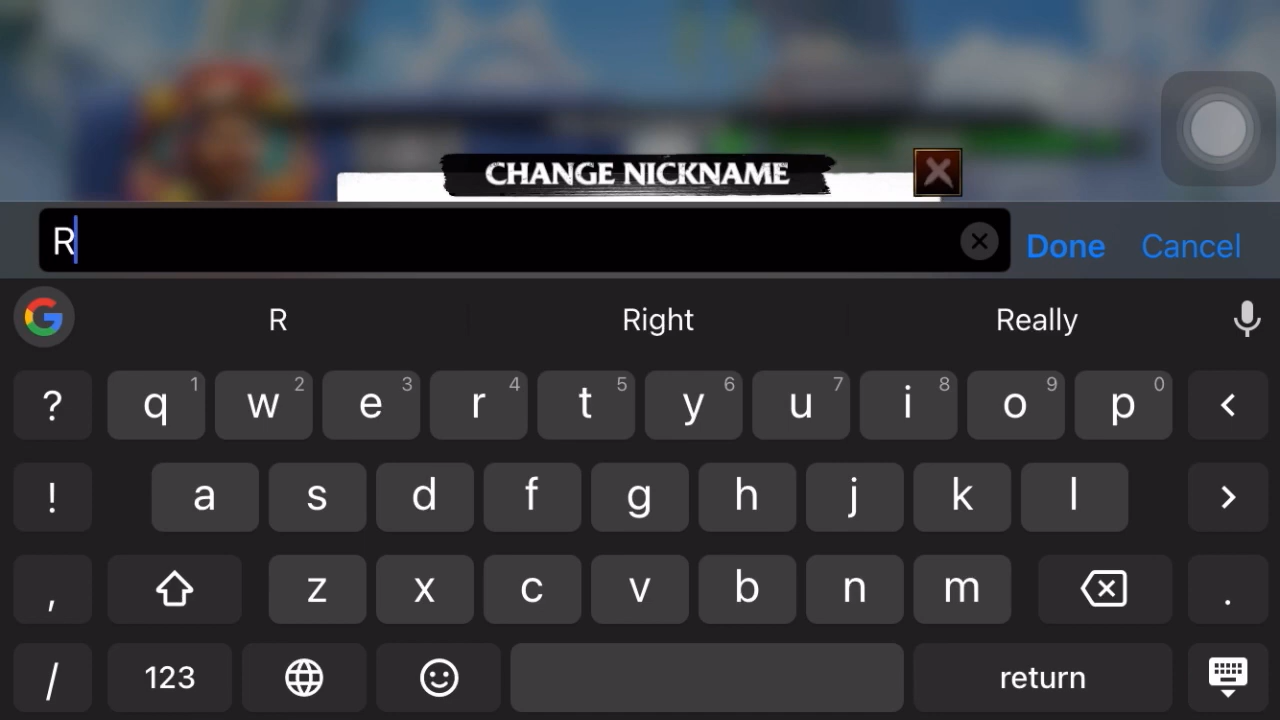 CHANGE NICKNAME
R
Done Cancel
R Right Really
? q 1 w 2 e 3 r 4 t 5 y 6 u 7 i 8 o 9 p 0 <
! a s d f g h j k l >
, z x c v b n m .
/ 123 return